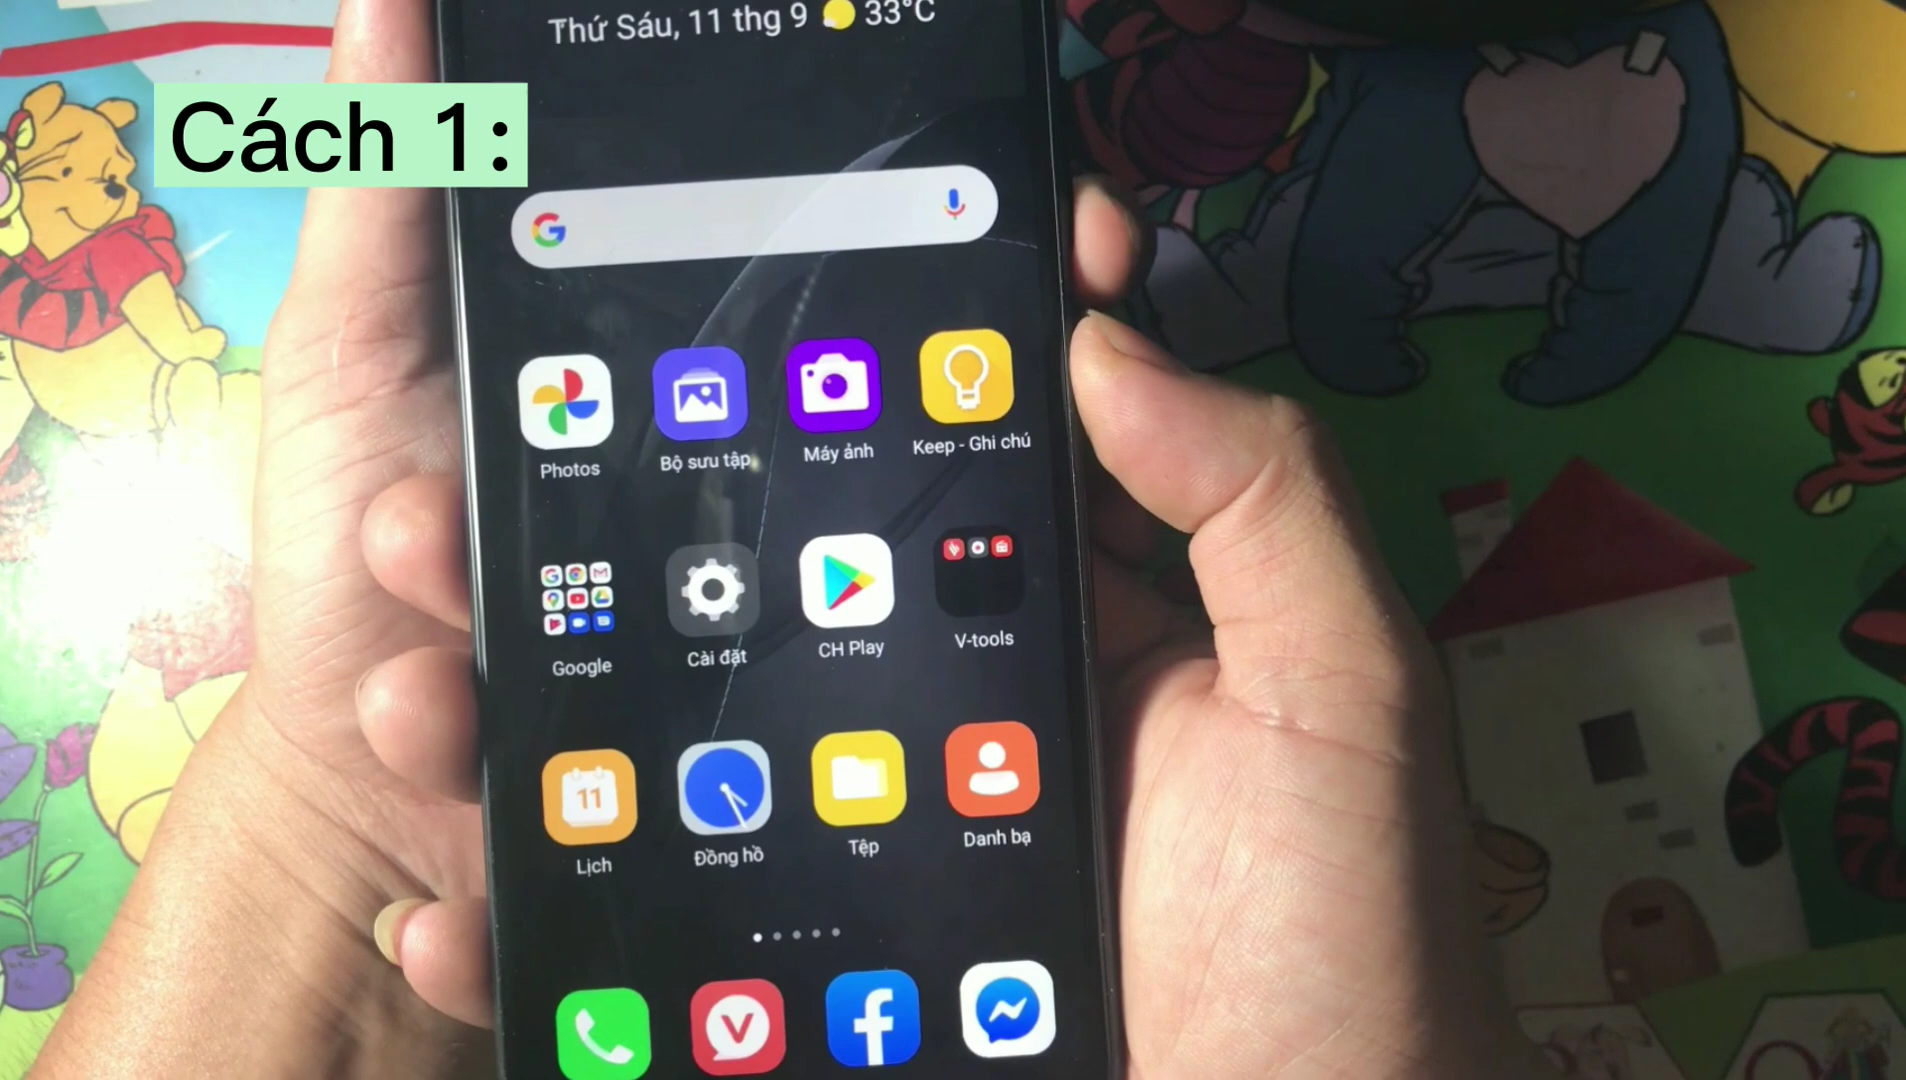 Thứ Sáu, 11 thg 9 33°C
Cách 1:
Photos
Bộ sưu tập
Máy ảnh
Keep - Ghi chú
Google
Cài đặt
CH Play
V-tools
11
Lịch
Đồng hồ
Tệp
Danh bạ